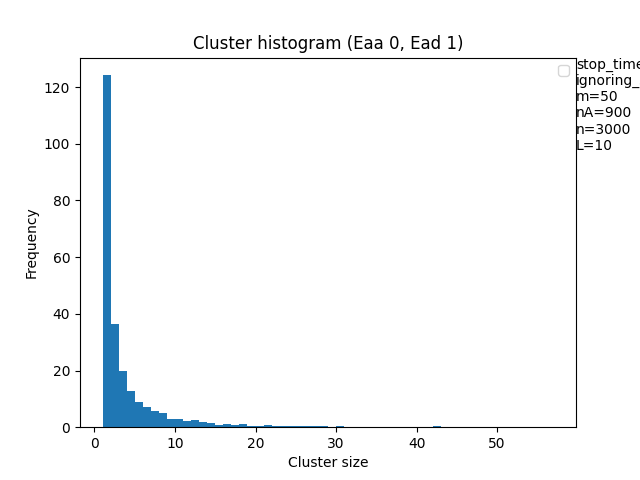 Cluster histogram (Eaa 0, Ead 1)
stop_time
ignoring_
m=50
nA=900
n=3000
L=10
120
100
80
60
40
20
0
Frequency
0 10 20 30 40 50
Cluster size